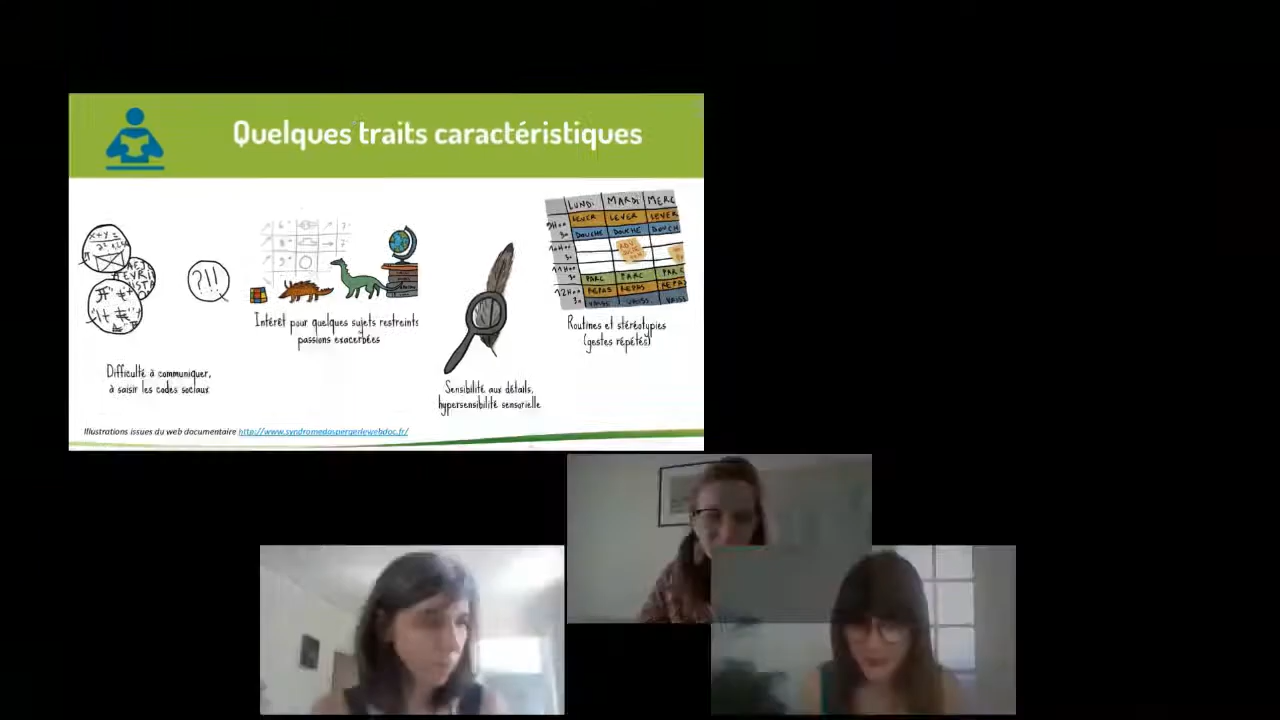 Quelques traits caractéristiques
x+y=
?!!
Difficulté à communiquer,
à saisir les codes sociaux
Intérêt pour quelques sujets restreints
passions exacerbées
Sensibilité aux détails,
hypersensibilité sensorielle
LUNDI MARDI MERC
LEVER LEVER LEVER
DOUCHE DOUCHE DOUCH
PARC PARC PARC
REPAS REPAS REPAS
Routines et stéréotypies
(gestes répétés)
Illustrations issues du web documentaire http://www.syndromedaspergerlewebdoc.fr/